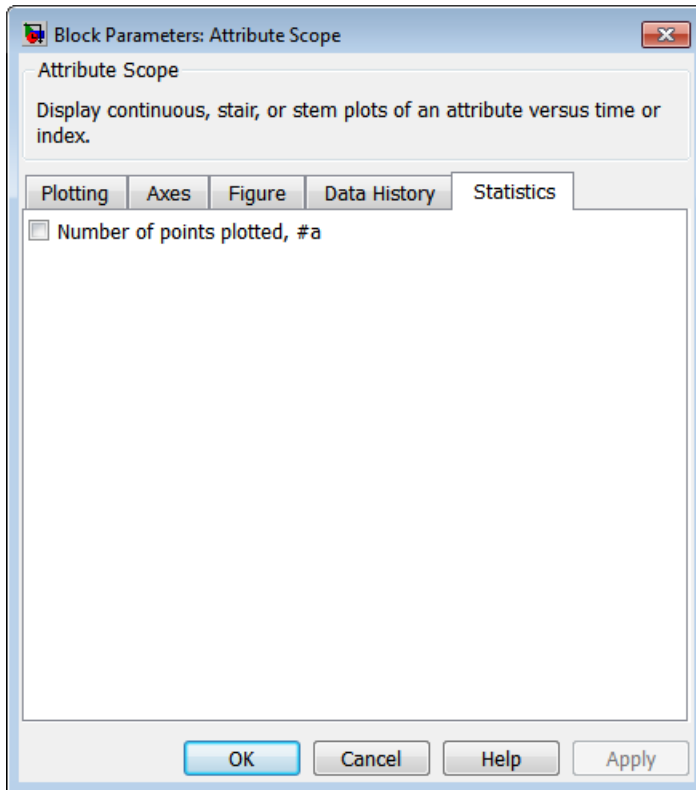 Block Parameters: Attribute Scope
Attribute Scope
Display continuous, stair, or stem plots of an attribute versus time or
index.
Plotting Axes Figure Data History Statistics
Number of points plotted, #a
OK Cancel Help Apply